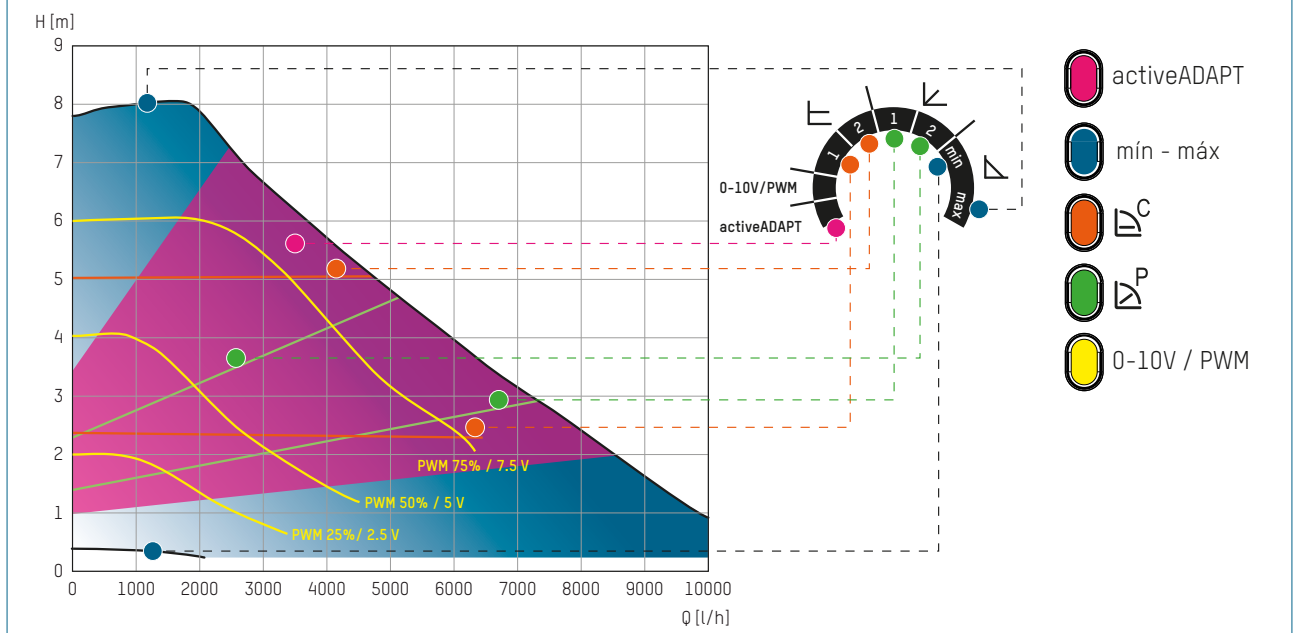 H [m]
9
8
7
6
5
4
3
2
1
0
0 1000 2000 3000 4000 5000 6000 7000 8000 9000 10000
Q [l/h]
PWM 75% / 7.5 V
PWM 50% / 5 V
PWM 25% / 2.5 V
1 2 1 2 min max
0-10V/PWM
activeADAPT
activeADAPT
mín - máx
C
P
0-10V / PWM